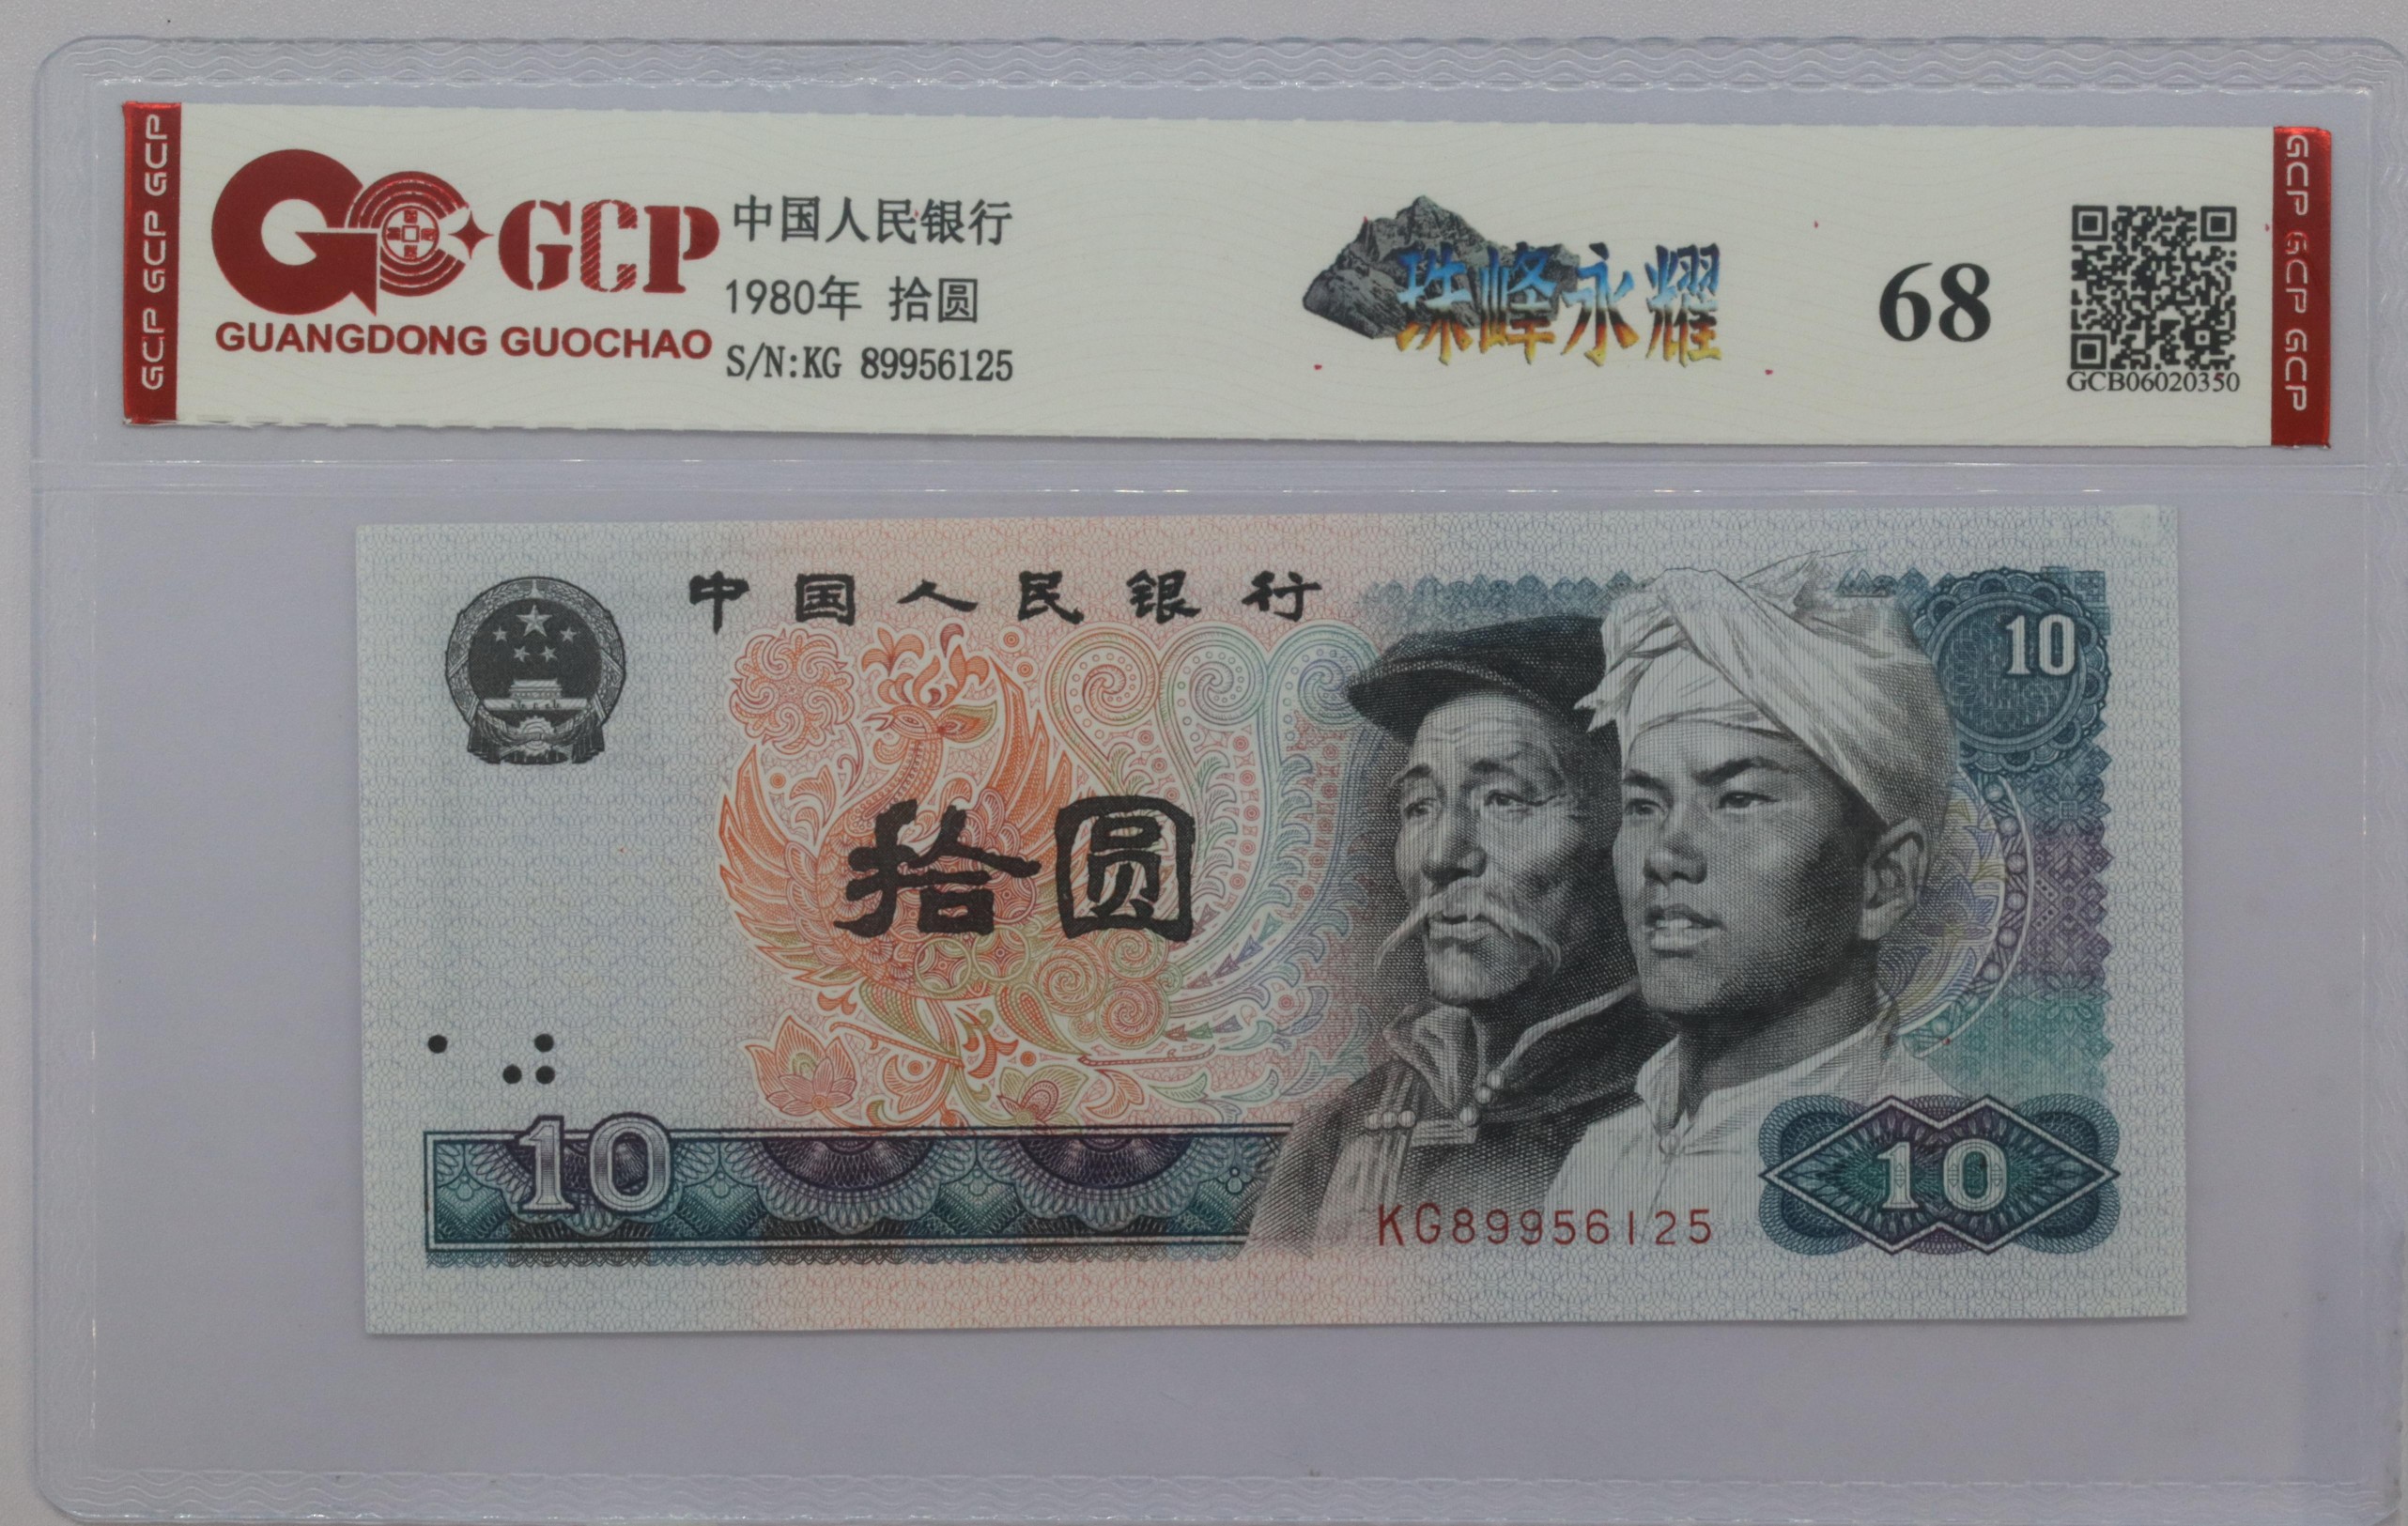 GCP GCP GCP
GCP
GUANGDONG GUOCHAO
中国人民银行
1980年 拾圆
S/N:KG 89956125
珠峰永耀
68
GCB06020350
GCP GCP GCP
中国人民银行
10
拾圆
10
KG89956125
10